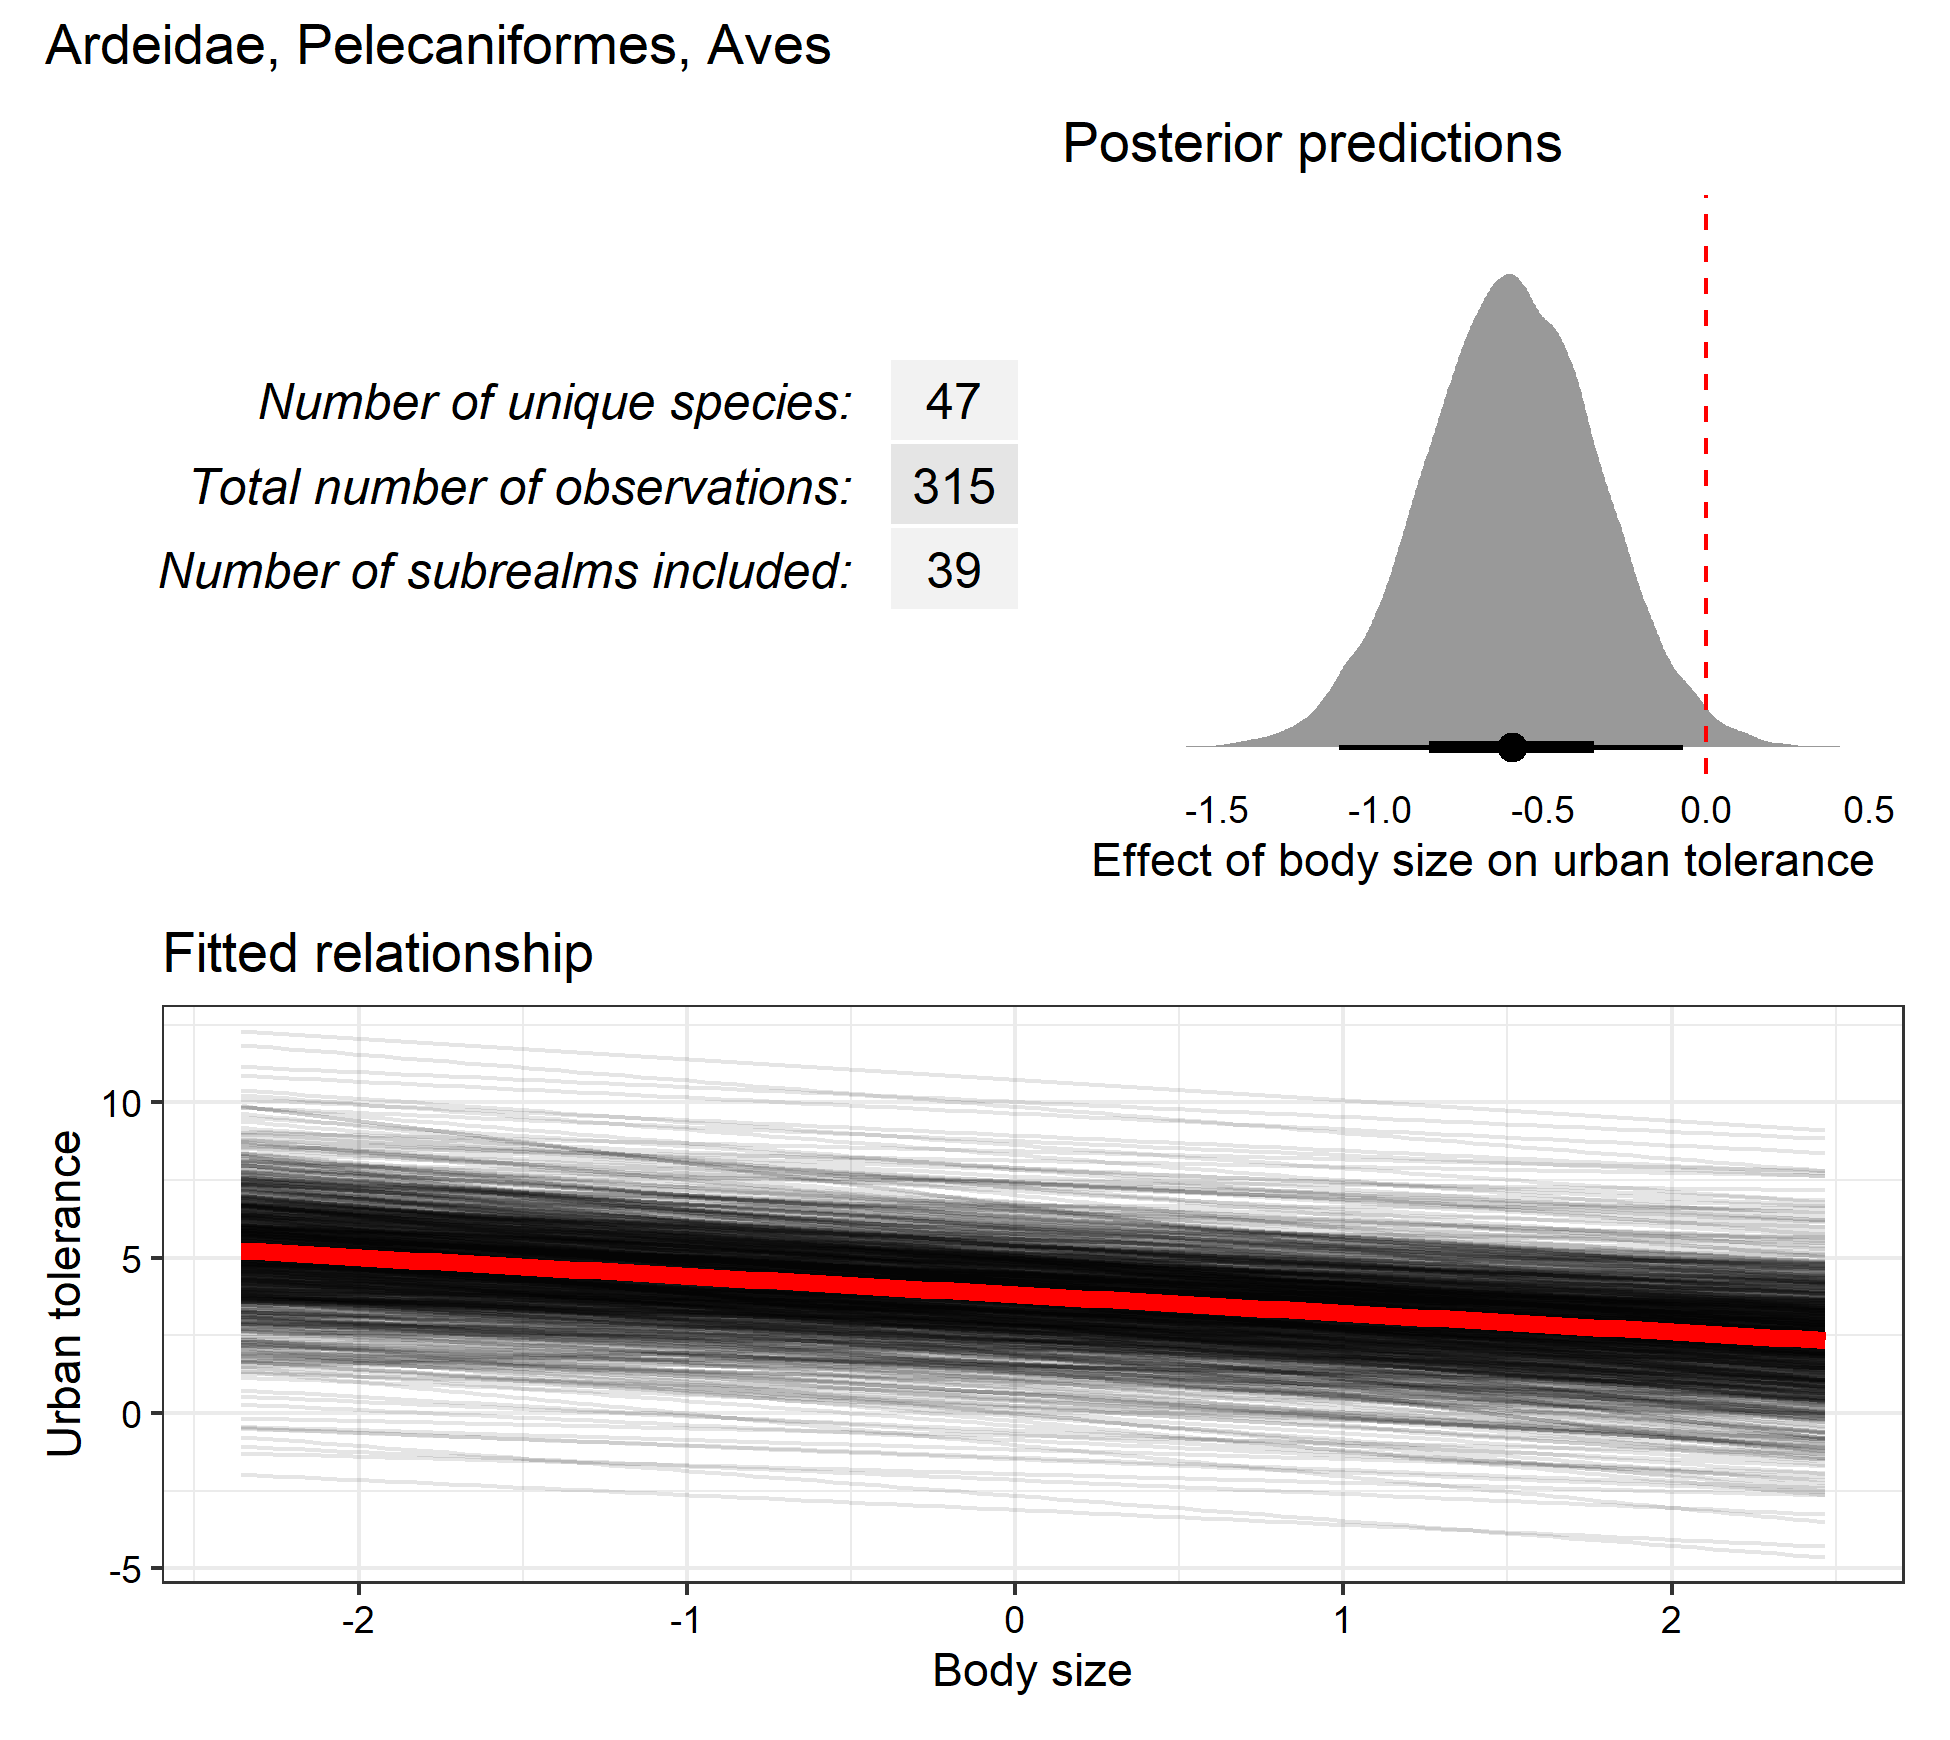 Ardeidae, Pelecaniformes, Aves
Number of unique species: 47
Total number of observations: 315
Number of subrealms included: 39
Posterior predictions
-1.5 -1.0 -0.5 0.0 0.5
Effect of body size on urban tolerance
Fitted relationship
Urban tolerance
10
5
0
-5
-2 -1 0 1 2
Body size